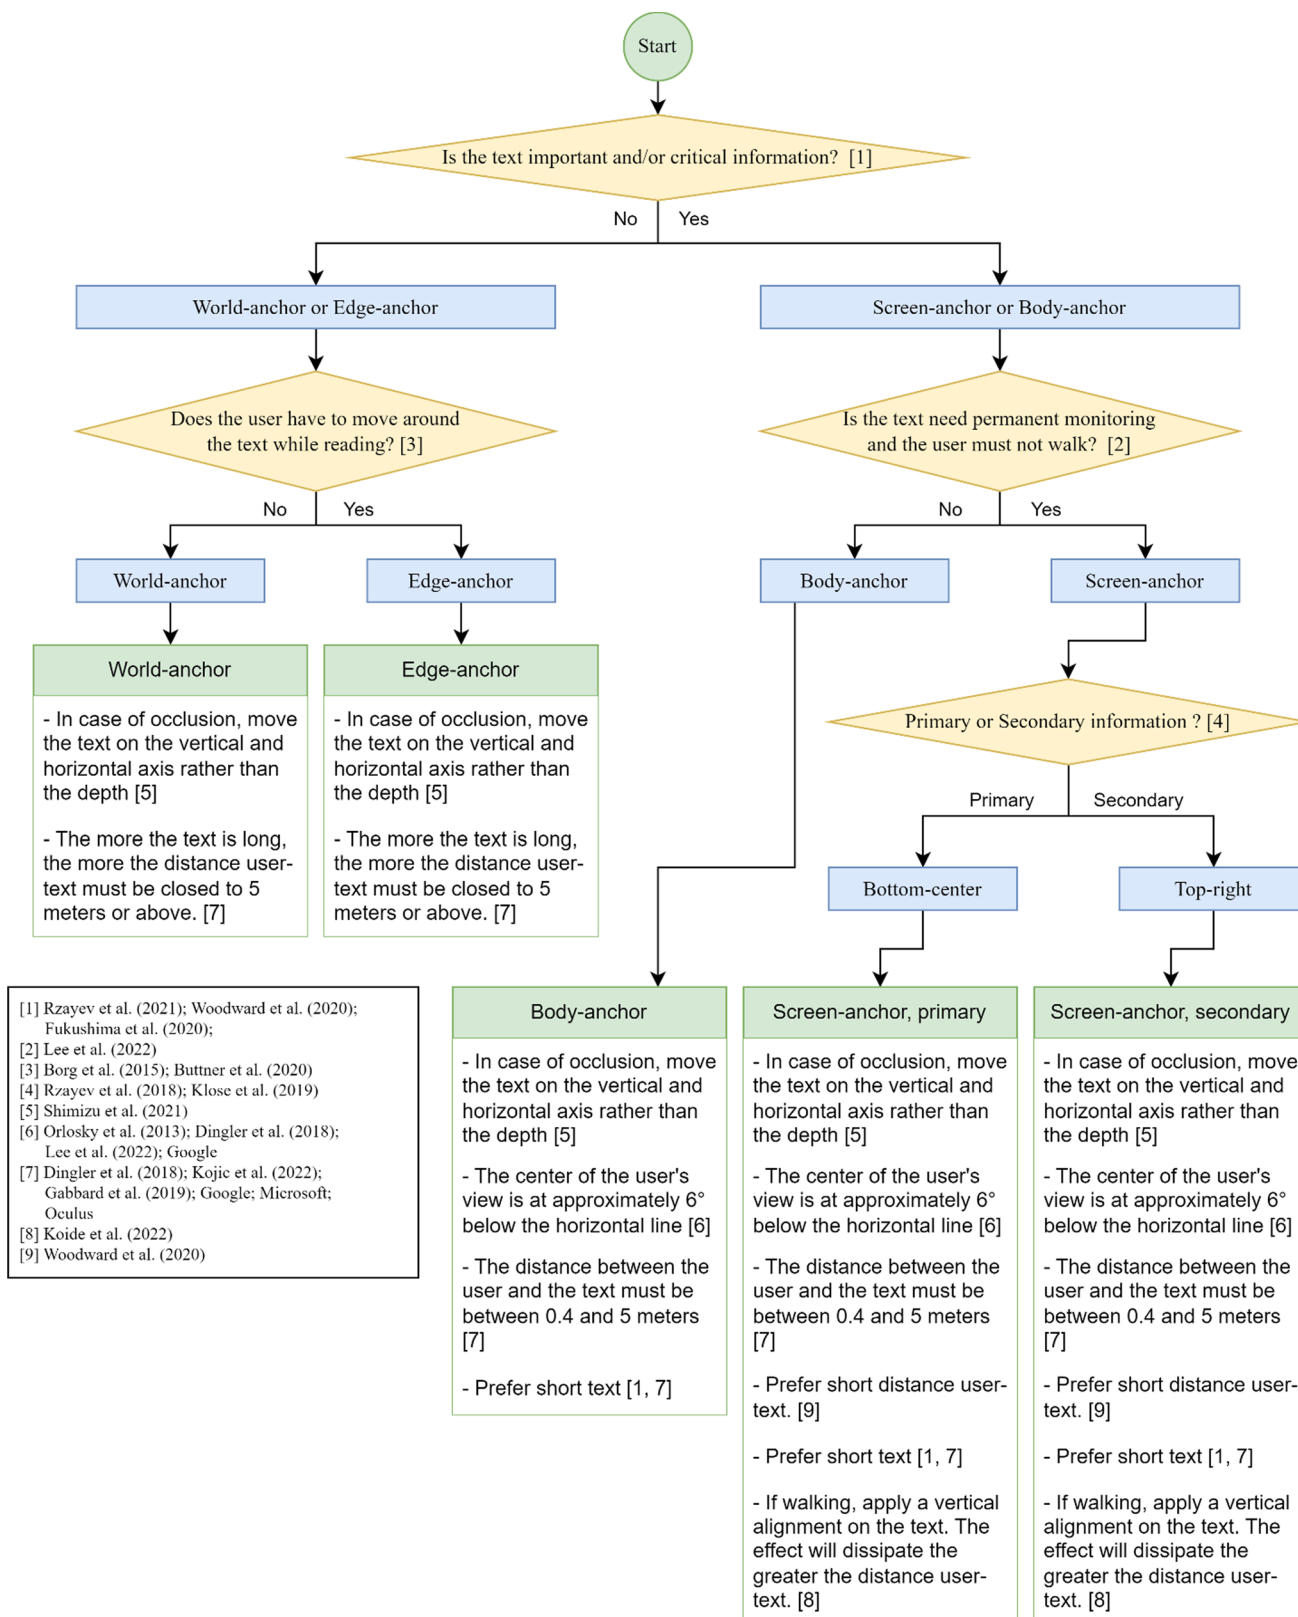 Start
Is the text important and/or critical information?  [1]
No
Yes
World-anchor or Edge-anchor
Screen-anchor or Body-anchor
Does the user have to move around
the text while reading? [3]
Is the text need permanent monitoring
and the user must not walk?  [2]
No
Yes
No
Yes
World-anchor
Edge-anchor
Body-anchor
Screen-anchor
World-anchor
- In case of occlusion, move
the text on the vertical and
horizontal axis rather than
the depth [5]
- The more the text is long,
the more the distance user-
text must be closed to 5
meters or above. [7]
Edge-anchor
- In case of occlusion, move
the text on the vertical and
horizontal axis rather than
the depth [5]
- The more the text is long,
the more the distance user-
text must be closed to 5
meters or above. [7]
Primary or Secondary information ? [4]
Primary
Secondary
Bottom-center
Top-right
[1] Rzayev et al. (2021); Woodward et al. (2020);
Fukushima et al. (2020);
[2] Lee et al. (2022)
[3] Borg et al. (2015); Buttner et al. (2020)
[4] Rzayev et al. (2018); Klose et al. (2019)
[5] Shimizu et al. (2021)
[6] Orlosky et al. (2013); Dingler et al. (2018);
Lee et al. (2022); Google
[7] Dingler et al. (2018); Kojic et al. (2022);
Gabbard et al. (2019); Google; Microsoft;
Oculus
[8] Koide et al. (2022)
[9] Woodward et al. (2020)
Body-anchor
- In case of occlusion, move
the text on the vertical and
horizontal axis rather than
the depth [5]
- The center of the user's
view is at approximately 6°
below the horizontal line [6]
- The distance between the
user and the text must be
between 0.4 and 5 meters
[7]
- Prefer short text [1, 7]
Screen-anchor, primary
- In case of occlusion, move
the text on the vertical and
horizontal axis rather than
the depth [5]
- The center of the user's
view is at approximately 6°
below the horizontal line [6]
- The distance between the
user and the text must be
between 0.4 and 5 meters
[7]
- Prefer short distance user-
text. [9]
- Prefer short text [1, 7]
- If walking, apply a vertical
alignment on the text. The
effect will dissipate the
greater the distance user-
text. [8]
Screen-anchor, secondary
- In case of occlusion, move
the text on the vertical and
horizontal axis rather than
the depth [5]
- The center of the user's
view is at approximately 6°
below the horizontal line [6]
- The distance between the
user and the text must be
between 0.4 and 5 meters
[7]
- Prefer short distance user-
text. [9]
- Prefer short text [1, 7]
- If walking, apply a vertical
alignment on the text. The
effect will dissipate the
greater the distance user-
text. [8]